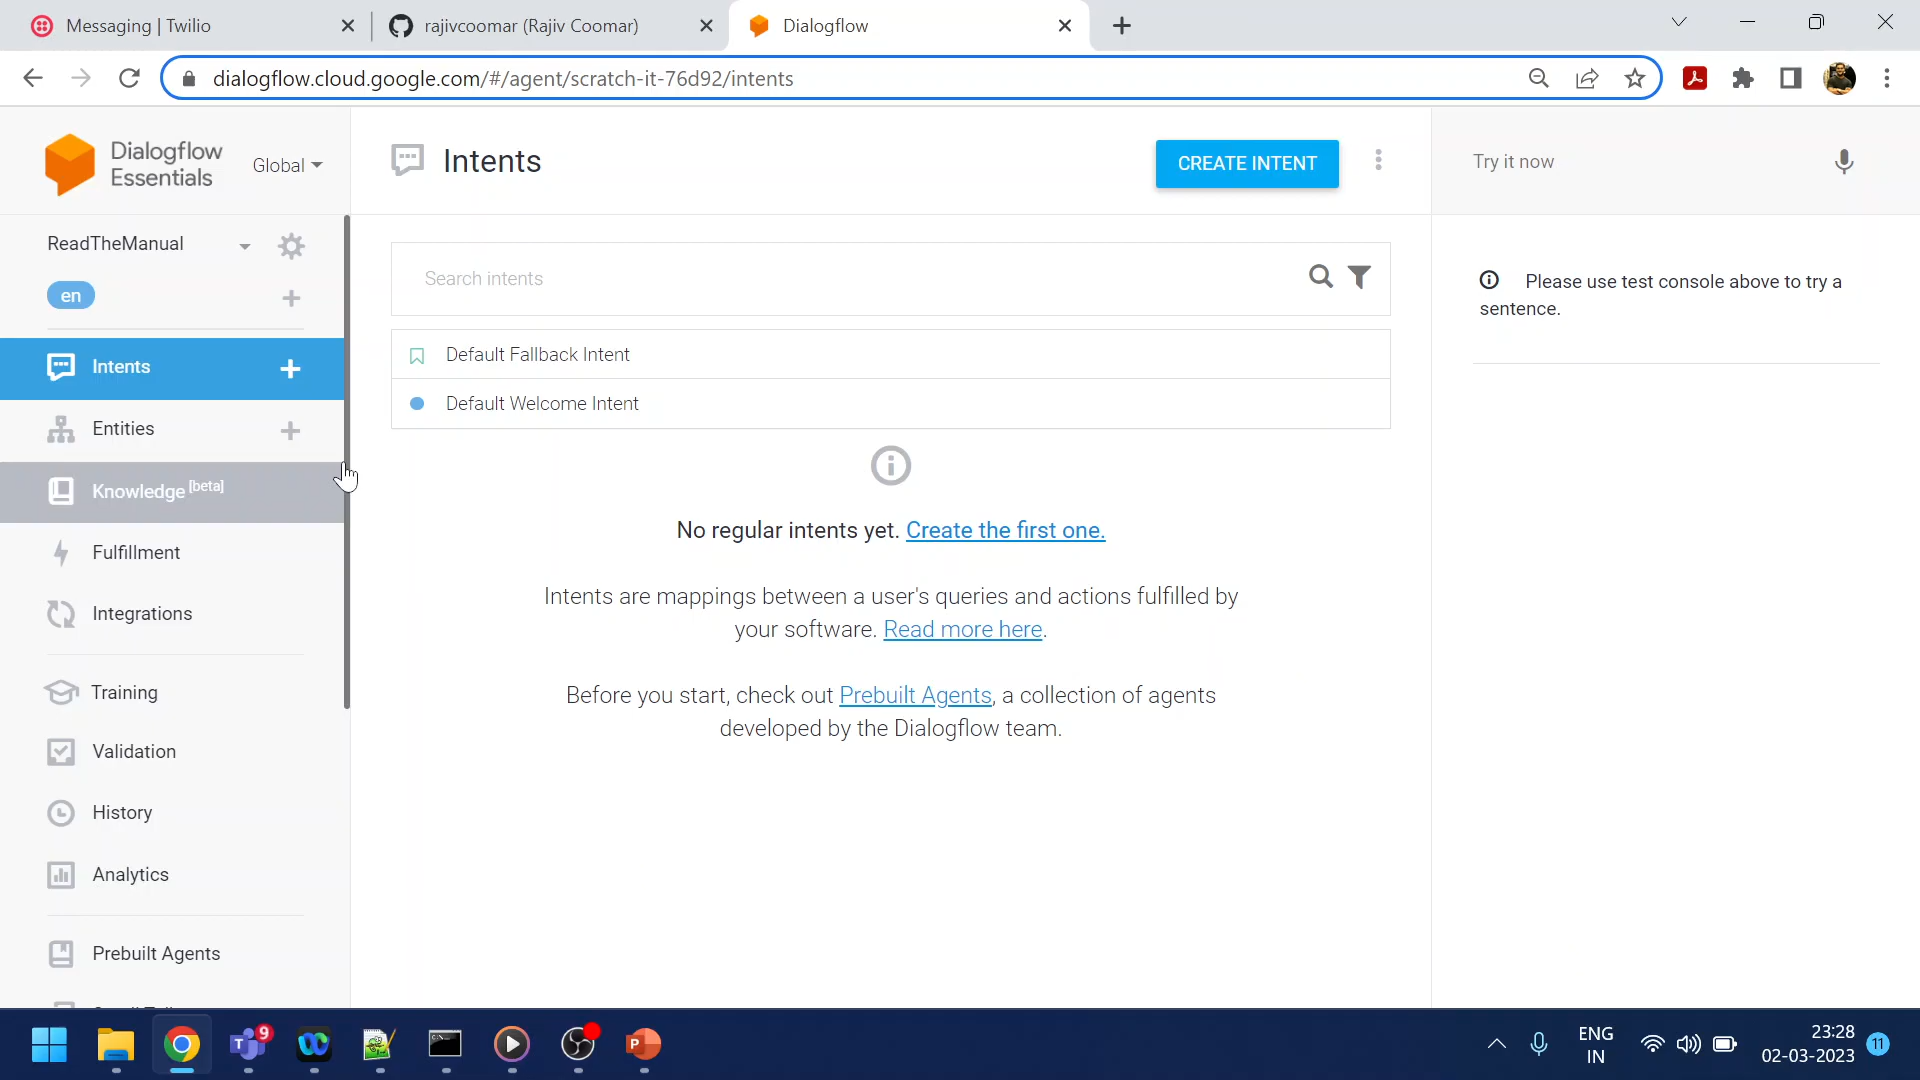 Messaging | Twilio
rajivcoomar (Rajiv Coomar)
Dialogflow
dialogflow.cloud.google.com/#/agent/scratch-it-76d92/intents
Dialogflow
Essentials
Global
Intents
CREATE INTENT
Try it now
ReadTheManual
en
Search intents
Please use test console above to try a
sentence.
Intents
Default Fallback Intent
Default Welcome Intent
Entities
Knowledge [beta]
No regular intents yet. Create the first one.
Fulfillment
Intents are mappings between a user's queries and actions fulfilled by
your software. Read more here.
Integrations
Before you start, check out Prebuilt Agents, a collection of agents
developed by the Dialogflow team.
Training
Validation
History
Analytics
Prebuilt Agents
9
ENG
IN
23:28
02-03-2023
11